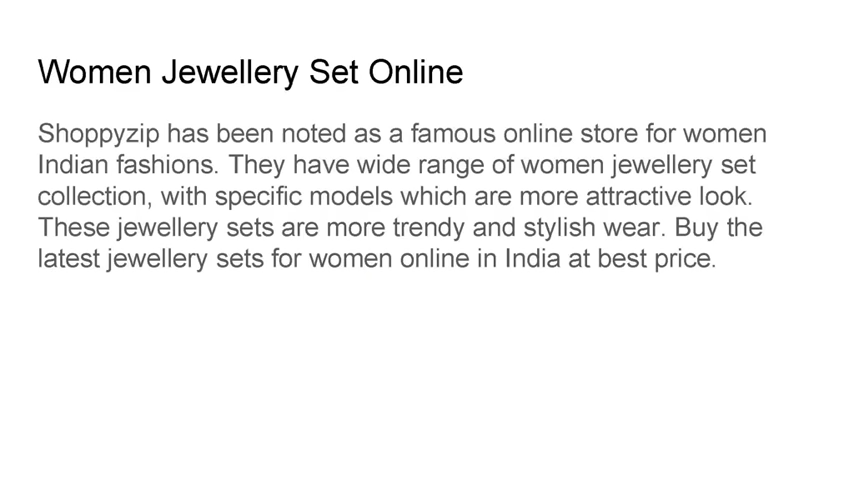 Women Jewellery Set Online
Shoppyzip has been noted as a famous online store for women
Indian fashions. They have wide range of women jewellery set
collection, with specific models which are more attractive look.
These jewellery sets are more trendy and stylish wear. Buy the
latest jewellery sets for women online in India at best price.